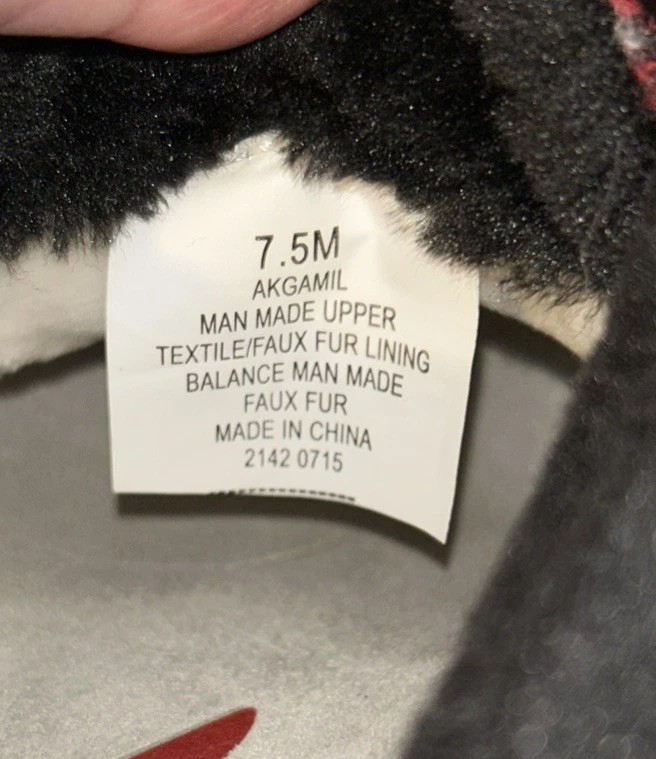 7.5M
AKGAMIL
MAN MADE UPPER
TEXTILE/FAUX FUR LINING
BALANCE MAN MADE
FAUX FUR
MADE IN CHINA
2142 0715